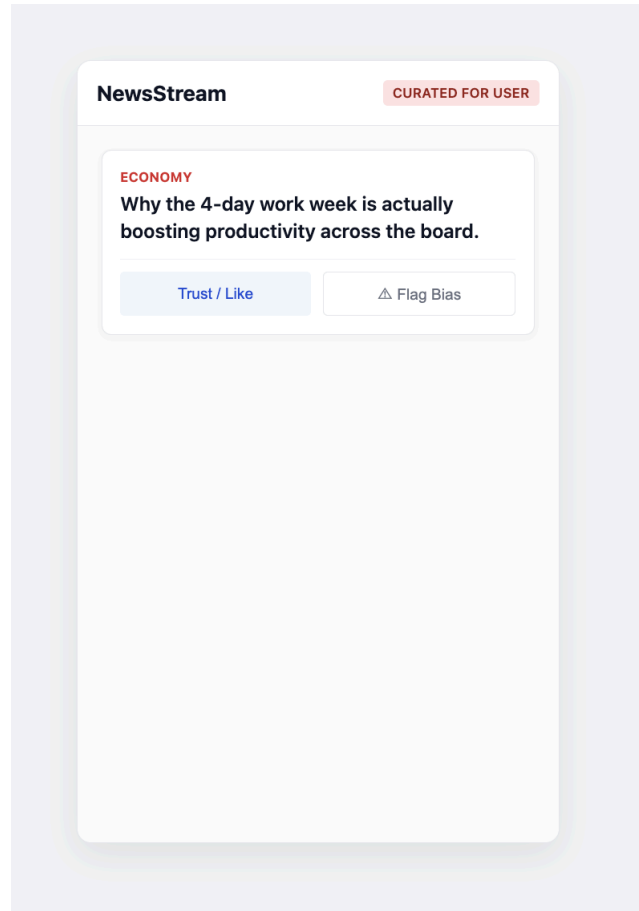 NewsStream
CURATED FOR USER
ECONOMY
Why the 4-day work week is actually
boosting productivity across the board.
Trust / Like
⚠ Flag Bias